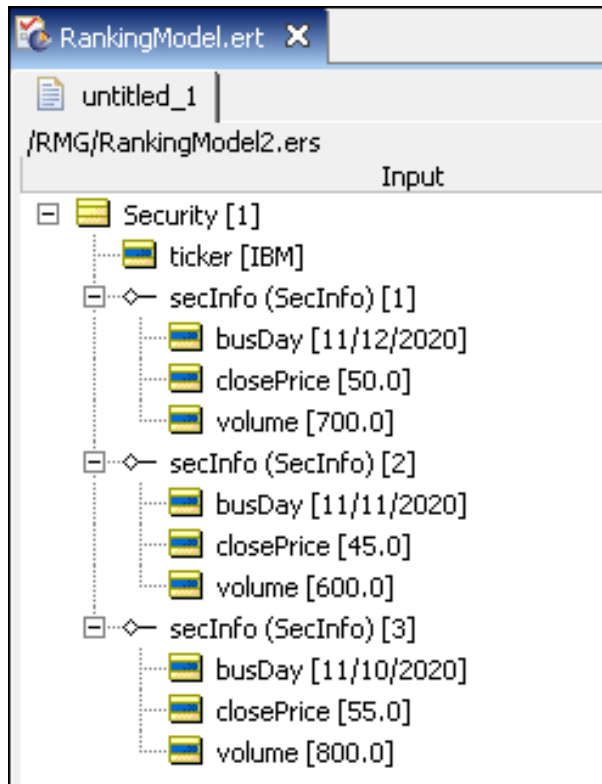 RankingModel.ert
untitled_1
/RMG/RankingModel2.ers
Input
Security [1]
ticker [IBM]
secInfo (SecInfo) [1]
busDay [11/12/2020]
closePrice [50.0]
volume [700.0]
secInfo (SecInfo) [2]
busDay [11/11/2020]
closePrice [45.0]
volume [600.0]
secInfo (SecInfo) [3]
busDay [11/10/2020]
closePrice [55.0]
volume [800.0]